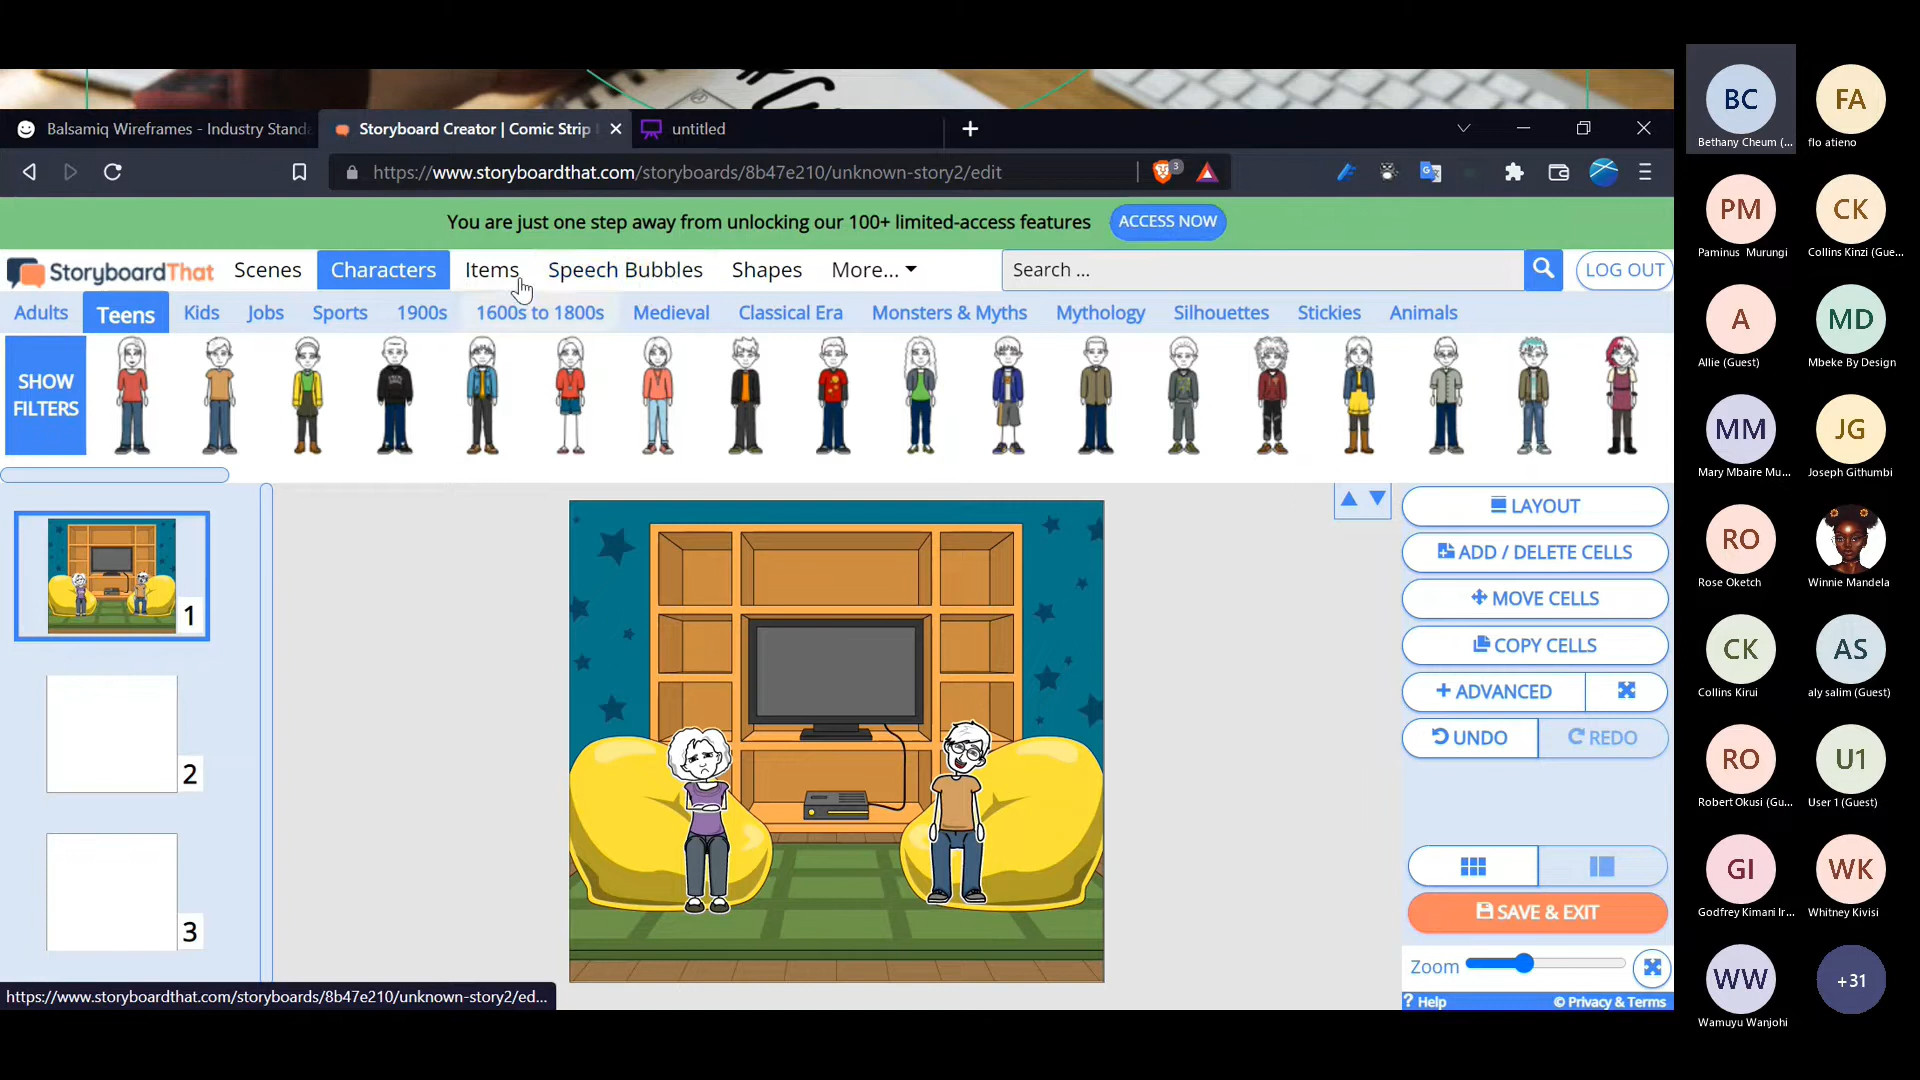 Balsamiq Wireframes - Industry Stand
Storyboard Creator | Comic Strip
untitled
https://www.storyboardthat.com/storyboards/8b47e210/unknown-story2/edit
3
You are just one step away from unlocking our 100+ limited-access features
ACCESS NOW
StoryboardThat
Scenes
Characters
Items
Speech Bubbles
Shapes
More...
Search ...
LOG OUT
Adults
Teens
Kids
Jobs
Sports
1900s
1600s to 1800s
Medieval
Classical Era
Monsters & Myths
Mythology
Silhouettes
Stickies
Animals
SHOW
FILTERS
1
2
3
LAYOUT
ADD / DELETE CELLS
MOVE CELLS
COPY CELLS
+ ADVANCED
UNDO
REDO
SAVE & EXIT
Zoom
? Help
© Privacy & Terms
https://www.storyboardthat.com/storyboards/8b47e210/unknown-story2/ed...
BC
Bethany Cheum (...
FA
flo atieno
PM
Paminus Murungi
CK
Collins Kinzi (Gue...
A
Allie (Guest)
MD
Mbeke By Design
MM
Mary Mbaire Mu...
JG
Joseph Githumbi
RO
Rose Oketch
Winnie Mandela
CK
Collins Kirui
AS
aly salim (Guest)
RO
Robert Okusi (Gu...
U1
User 1 (Guest)
GI
Godfrey Kimani Ir...
WK
Whitney Kivisi
WW
Wamuyu Wanjohi
+31